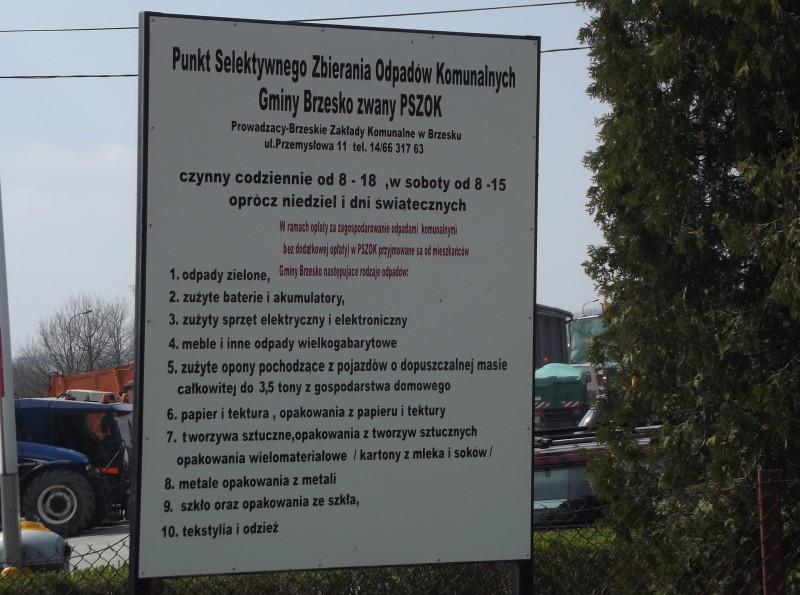 Punkt Selektywnego Zbierania Odpadów Komunalnych
Gminy Brzesko zwany PSZOK
Prowadzący-Brzeskie Zakłady Komunalne w Brzesku
ul.Przemysłowa 11 tel. 14/66 317 63
czynny codziennie od 8 - 18 ,w soboty od 8 -15
oprócz niedziel i dni świątecznych
W ramach opłaty za zagospodarowanie odpadami komunalnymi
bez dodatkowej opłaty) w PSZOK przyjmowane są od mieszkańców
Gminy Brzesko następujące rodzaje odpadów:
1. odpady zielone,
2. zużyte baterie i akumulatory,
3. zużyty sprzęt elektryczny i elektroniczny
4. meble i inne odpady wielkogabarytowe
5. zużyte opony pochodzące z pojazdów o dopuszczalnej masie
całkowitej do 3,5 tony z gospodarstwa domowego
6. papier i tektura , opakowania z papieru i tektury
7. tworzywa sztuczne,opakowania z tworzyw sztucznych
opakowania wielomateriałowe / kartony z mleka i soków /
8. metale opakowania z metali
9. szkło oraz opakowania ze szkła,
10. tekstylia i odzież